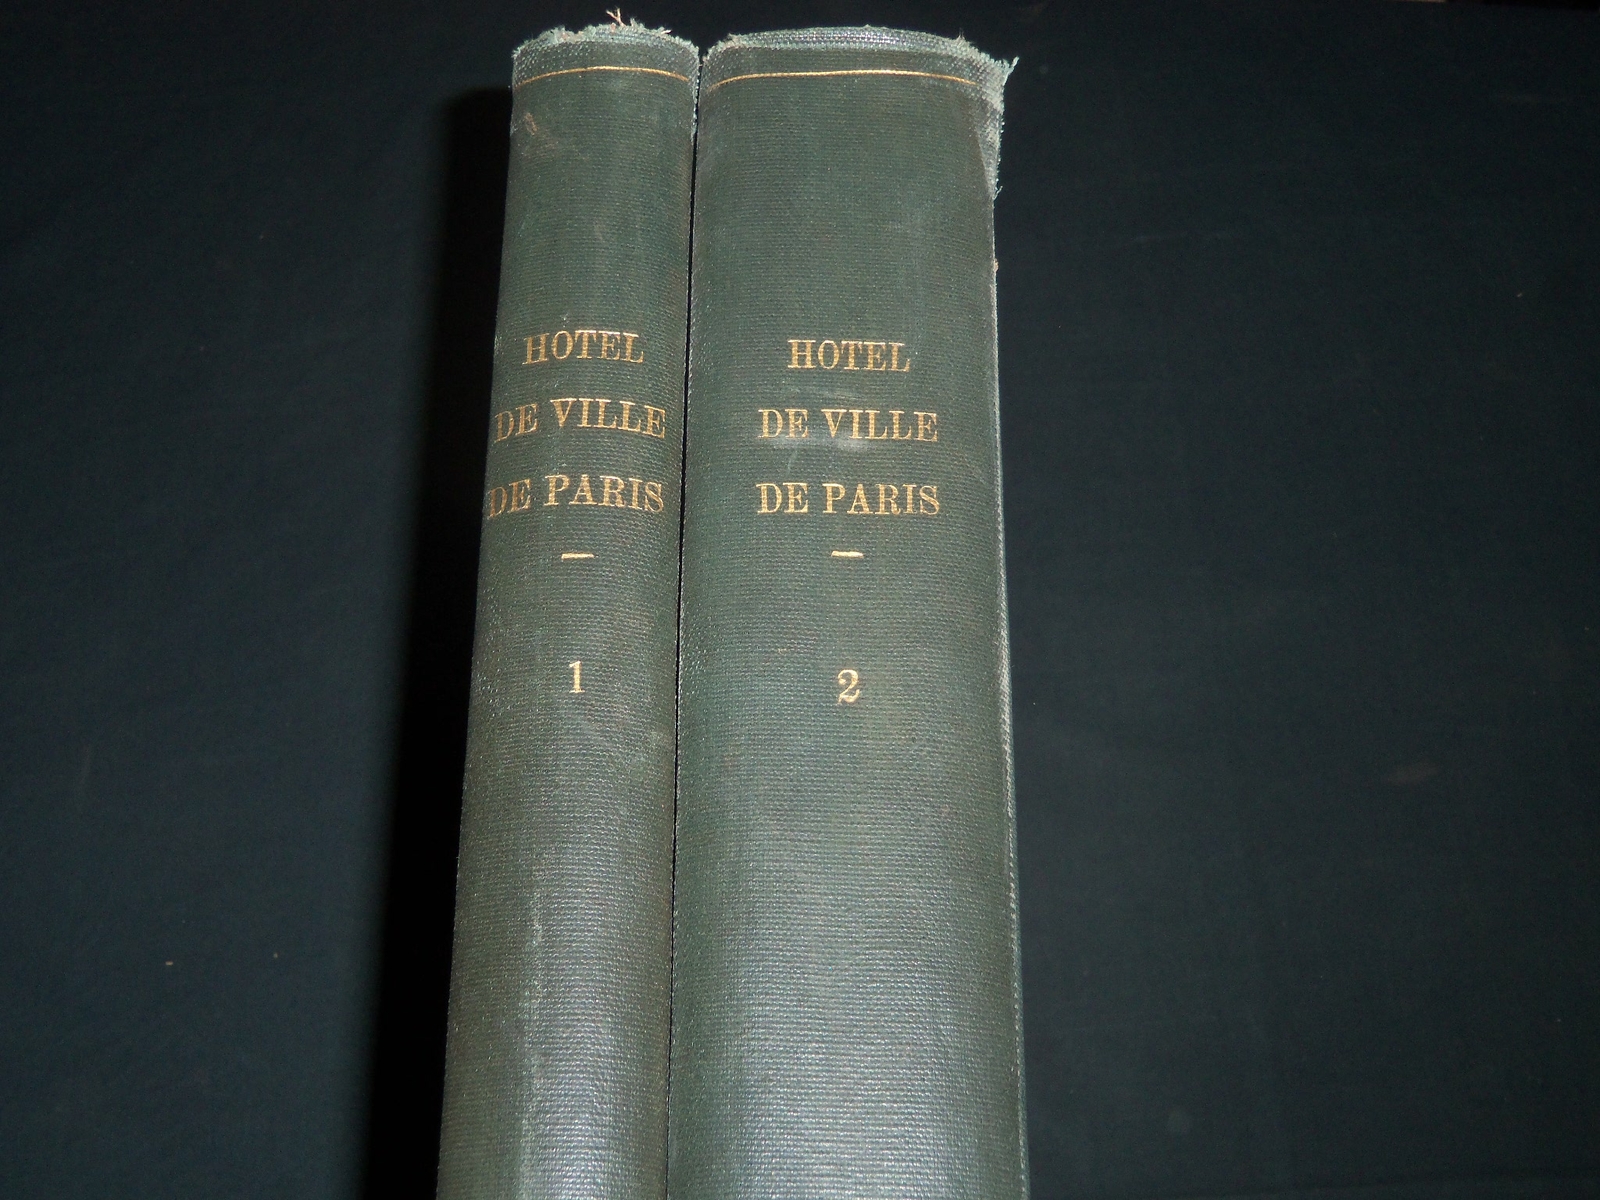 HOTEL
DE VILLE
DE PARIS
1
HOTEL
DE VILLE
DE PARIS
2